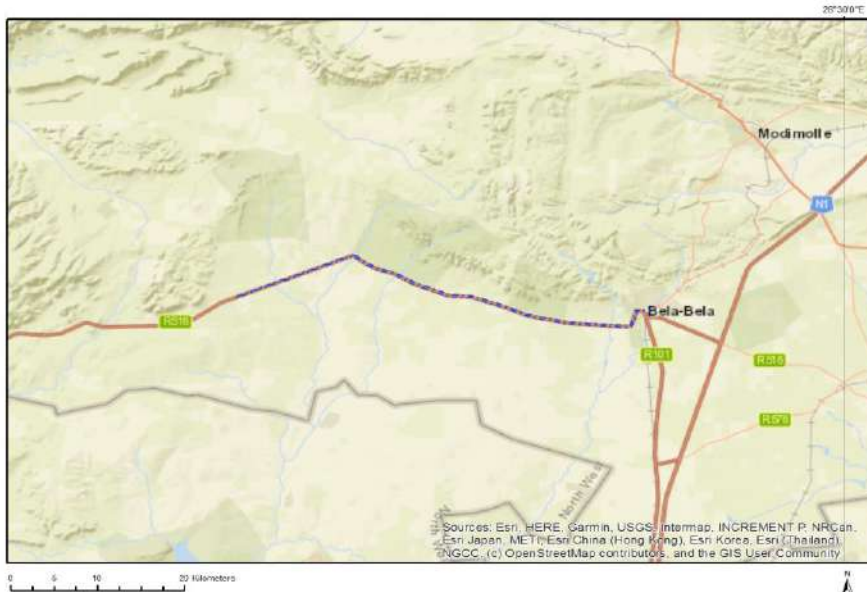 28°30'0"E
Modimolle
N1
R516
Bela-Bela
R101
R516
R576
North West
North
Sources: Esri, HERE, Garmin, USGS, Intermap, INCREMENT P, NRCan,
Esri Japan, METI, Esri China (Hong Kong), Esri Korea, Esri (Thailand),
NGCC, (c) OpenStreetMap contributors, and the GIS User Community
0 5 10 20 Kilometers
N